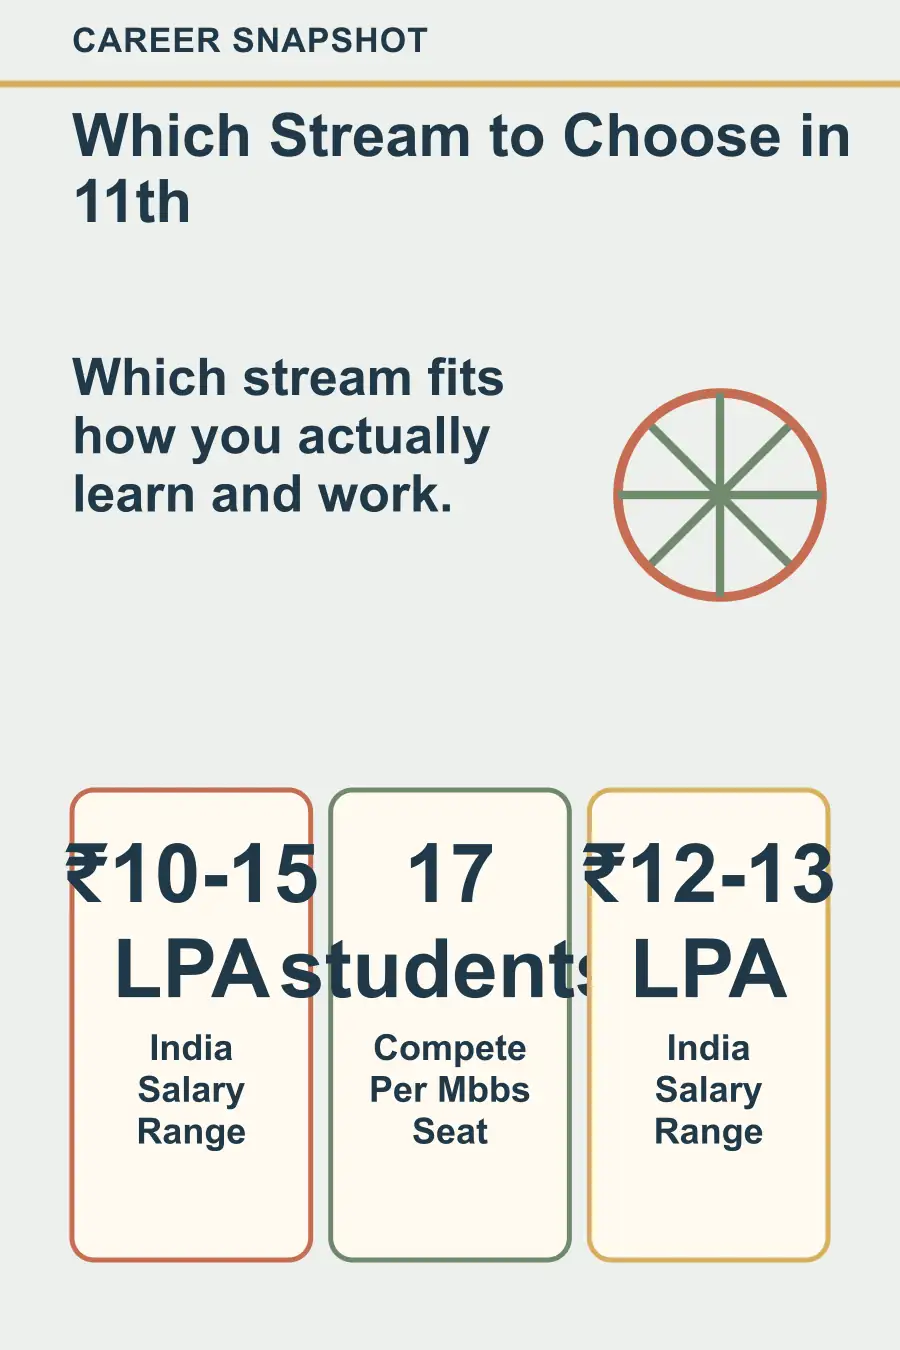 CAREER SNAPSHOT
Which Stream to Choose in
11th
Which stream fits
how you actually
learn and work.
₹10-15
LPA
India
Salary
Range
17
students
Compete
Per Mbbs
Seat
₹12-13
LPA
India
Salary
Range